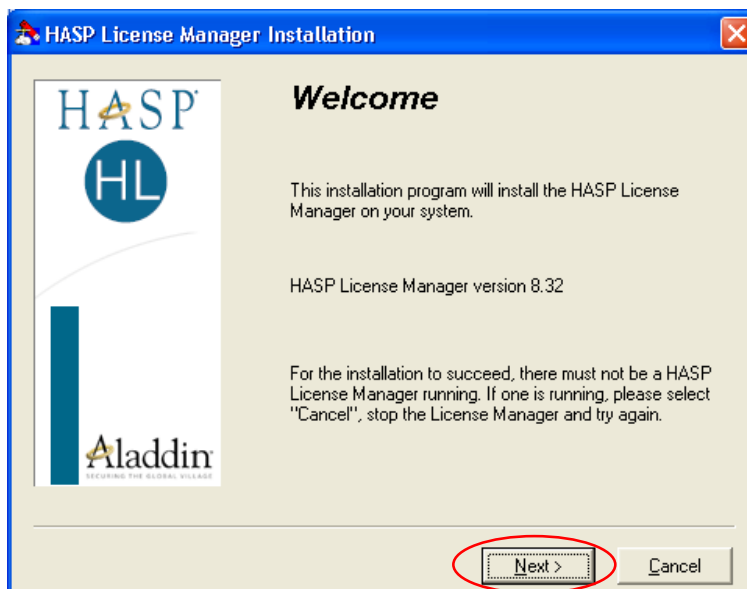 HASP License Manager Installation
HASP
HL
Welcome
This installation program will install the HASP License
Manager on your system.
HASP License Manager version 8.32
For the installation to succeed, there must not be a HASP
License Manager running. If one is running, please select
"Cancel", stop the License Manager and try again.
Aladdin
SECURING THE GLOBAL VILLAGE
Next >
Cancel